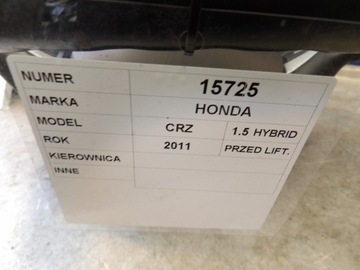 NUMER 15725
MARKA HONDA
MODEL CRZ 1.5 HYBRID
ROK 2011 PRZED LIFT.
KIEROWNICA
INNE